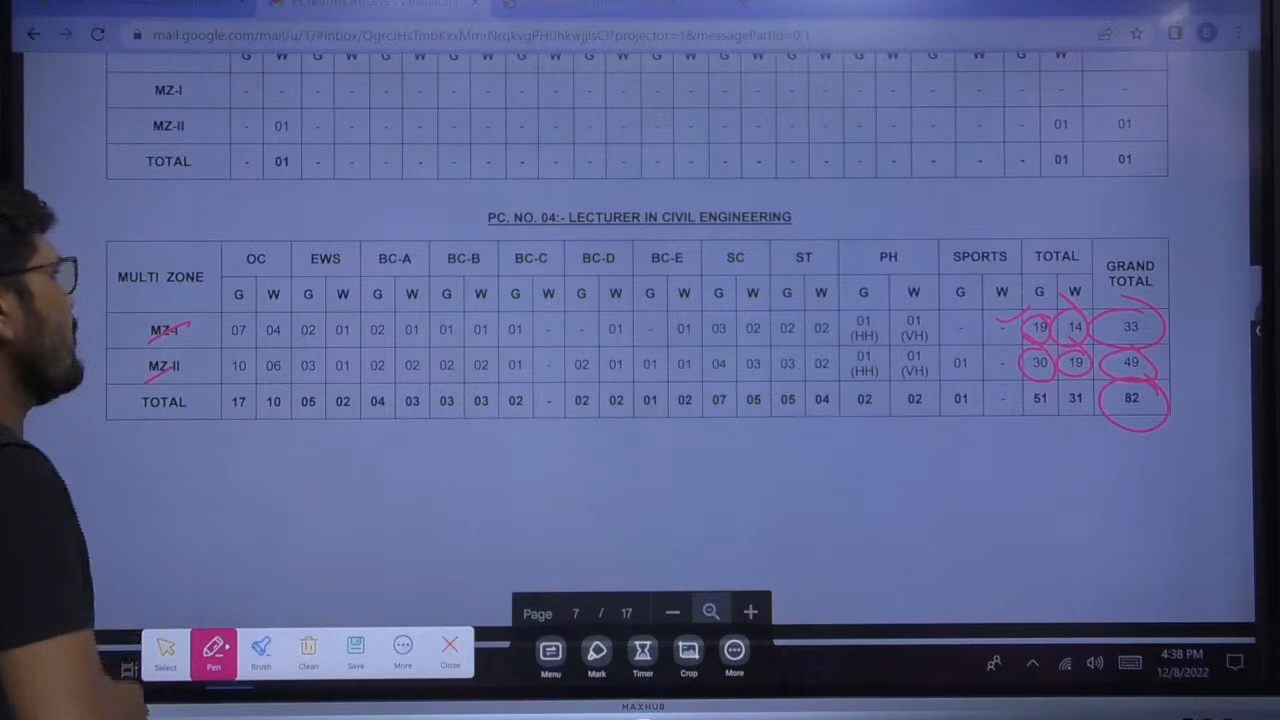 mail.google.com/mail/u/1/#inbox/
G W G W G W G W G W G W G W G W G W G W G W G W
MZ-I - - - - - - - - - - - - - - - - - - - - - - - - -
MZ-II - 01 - - - - - - - - - - - - - - - - - - - - - 01 01
TOTAL - 01 - - - - - - - - - - - - - - - - - - - - - 01 01
PC. NO. 04:- LECTURER IN CIVIL ENGINEERING
MULTI ZONE OC EWS BC-A BC-B BC-C BC-D BC-E SC ST PH SPORTS TOTAL GRAND TOTAL
G W G W G W G W G W G W G W G W G W G W G W G W
MZ-I 07 04 02 01 02 01 01 01 01 - - 01 - 01 03 02 02 02 01 (HH) 01 (VH) - - 19 14 33
MZ-II 10 06 03 01 02 02 02 02 01 - 02 01 01 01 04 03 03 02 01 (HH) 01 (VH) 01 - 30 19 49
TOTAL 17 10 05 02 04 03 03 03 02 - 02 02 01 02 07 05 05 04 02 02 01 - 51 31 82
Page 7 / 17
Select Pen Brush Clean Save More Close
Menu Mark Timer Crop More
4:38 PM
12/8/2022
MAXHUB